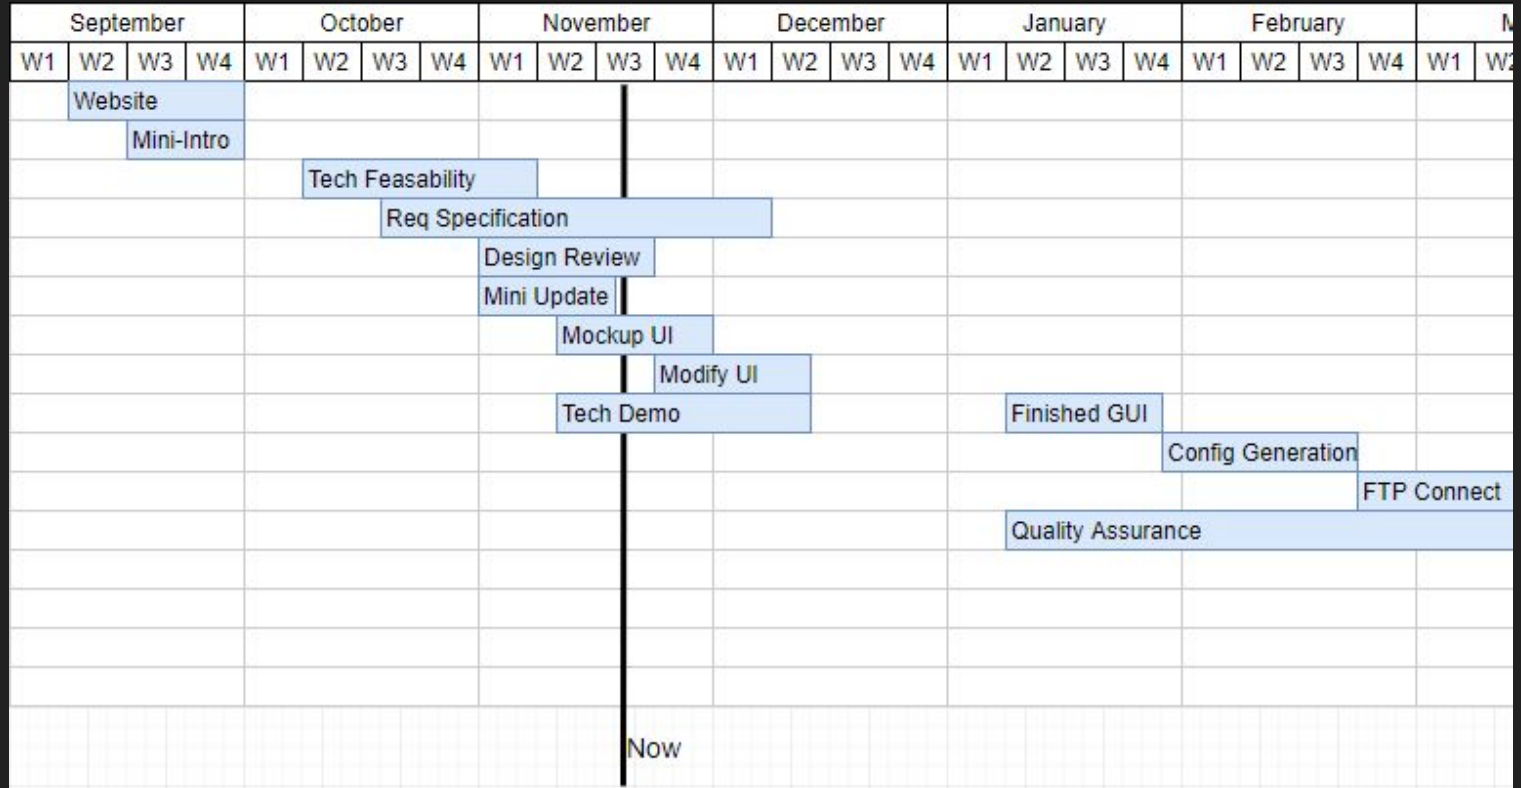 September October November December January February M
W1 W2 W3 W4 W1 W2 W3 W4 W1 W2 W3 W4 W1 W2 W3 W4 W1 W2 W3 W4 W1 W2 W3 W4 W1 W2
Website
Mini-Intro
Tech Feasability
Req Specification
Design Review
Mini Update
Mockup UI
Modify UI
Tech Demo Finished GUI
Config Generation
FTP Connect
Quality Assurance
Now